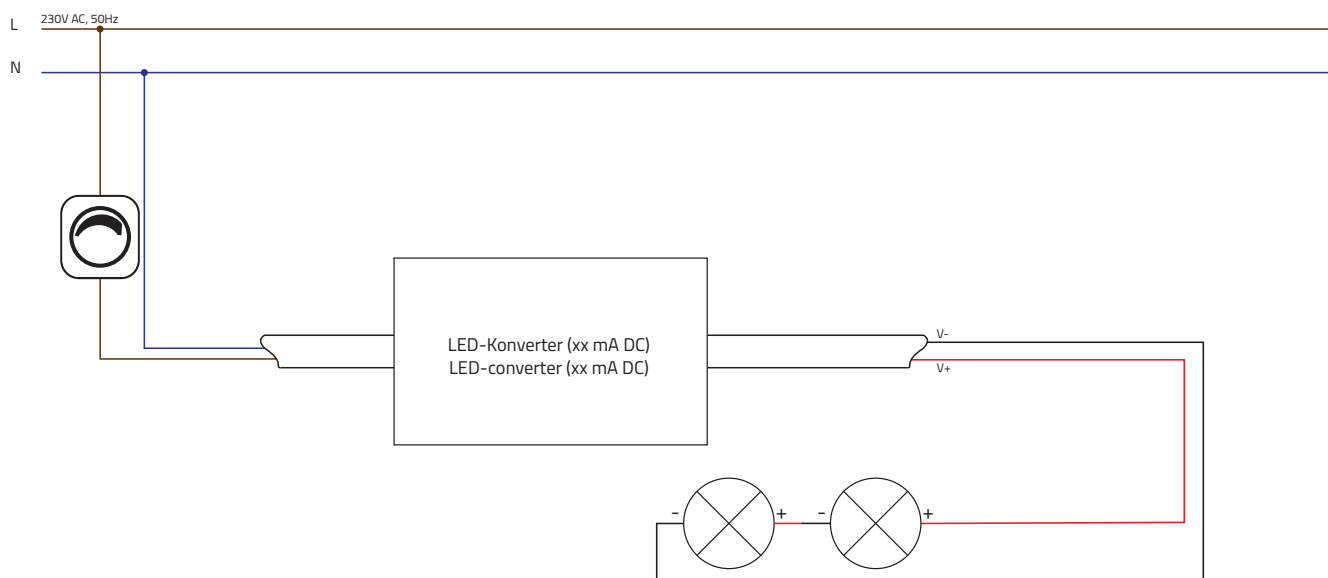 L
230V AC, 50Hz
N
LED-Konverter (xx mA DC)
LED-converter (xx mA DC)
V-
V+
- + - +